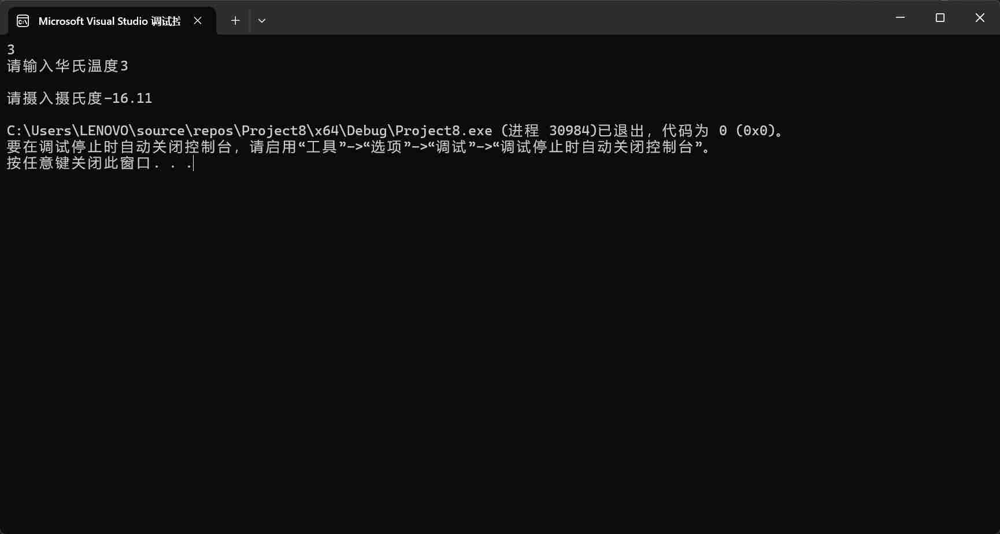 Microsoft Visual Studio 调试控
3
请输入华氏温度3
请摄入摄氏度-16.11
C:\Users\LENOVO\source\repos\Project8\x64\Debug\Project8.exe (进程 30984)已退出，代码为 0 (0x0)。
要在调试停止时自动关闭控制台，请启用“工具”->“选项”->“调试”->“调试停止时自动关闭控制台”。
按任意键关闭此窗口. . .